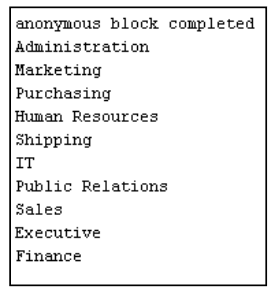 anonymous block completed
Administration
Marketing
Purchasing
Human Resources
Shipping
IT
Public Relations
Sales
Executive
Finance